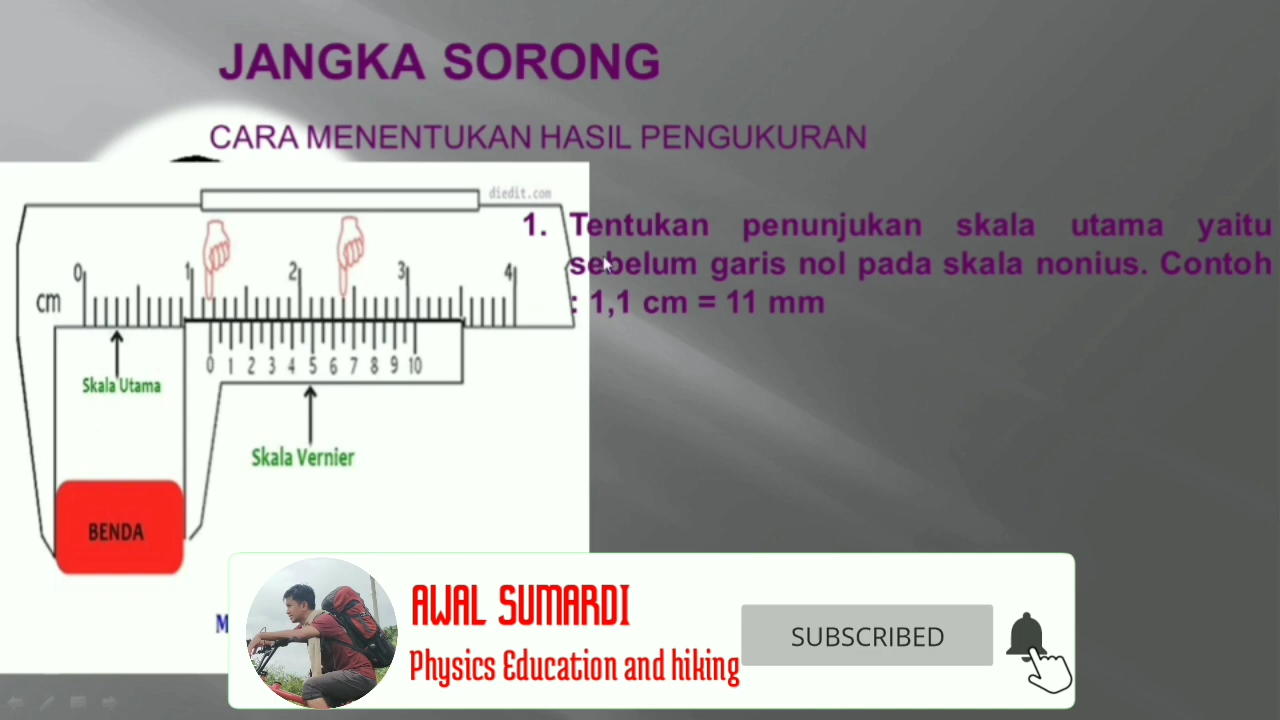 JANGKA SORONG
CARA MENENTUKAN HASIL PENGUKURAN
diedit.com
1. Tentukan penunjukan skala utama yaitu
sebelum garis nol pada skala nonius. Contoh
: 1,1 cm = 11 mm
0 1 2 3 4
cm
0 1 2 3 4 5 6 7 8 9 10
Skala Utama
Skala Vernier
BENDA
M
AWAL SUMARDI
Physics Education and hiking
SUBSCRIBED